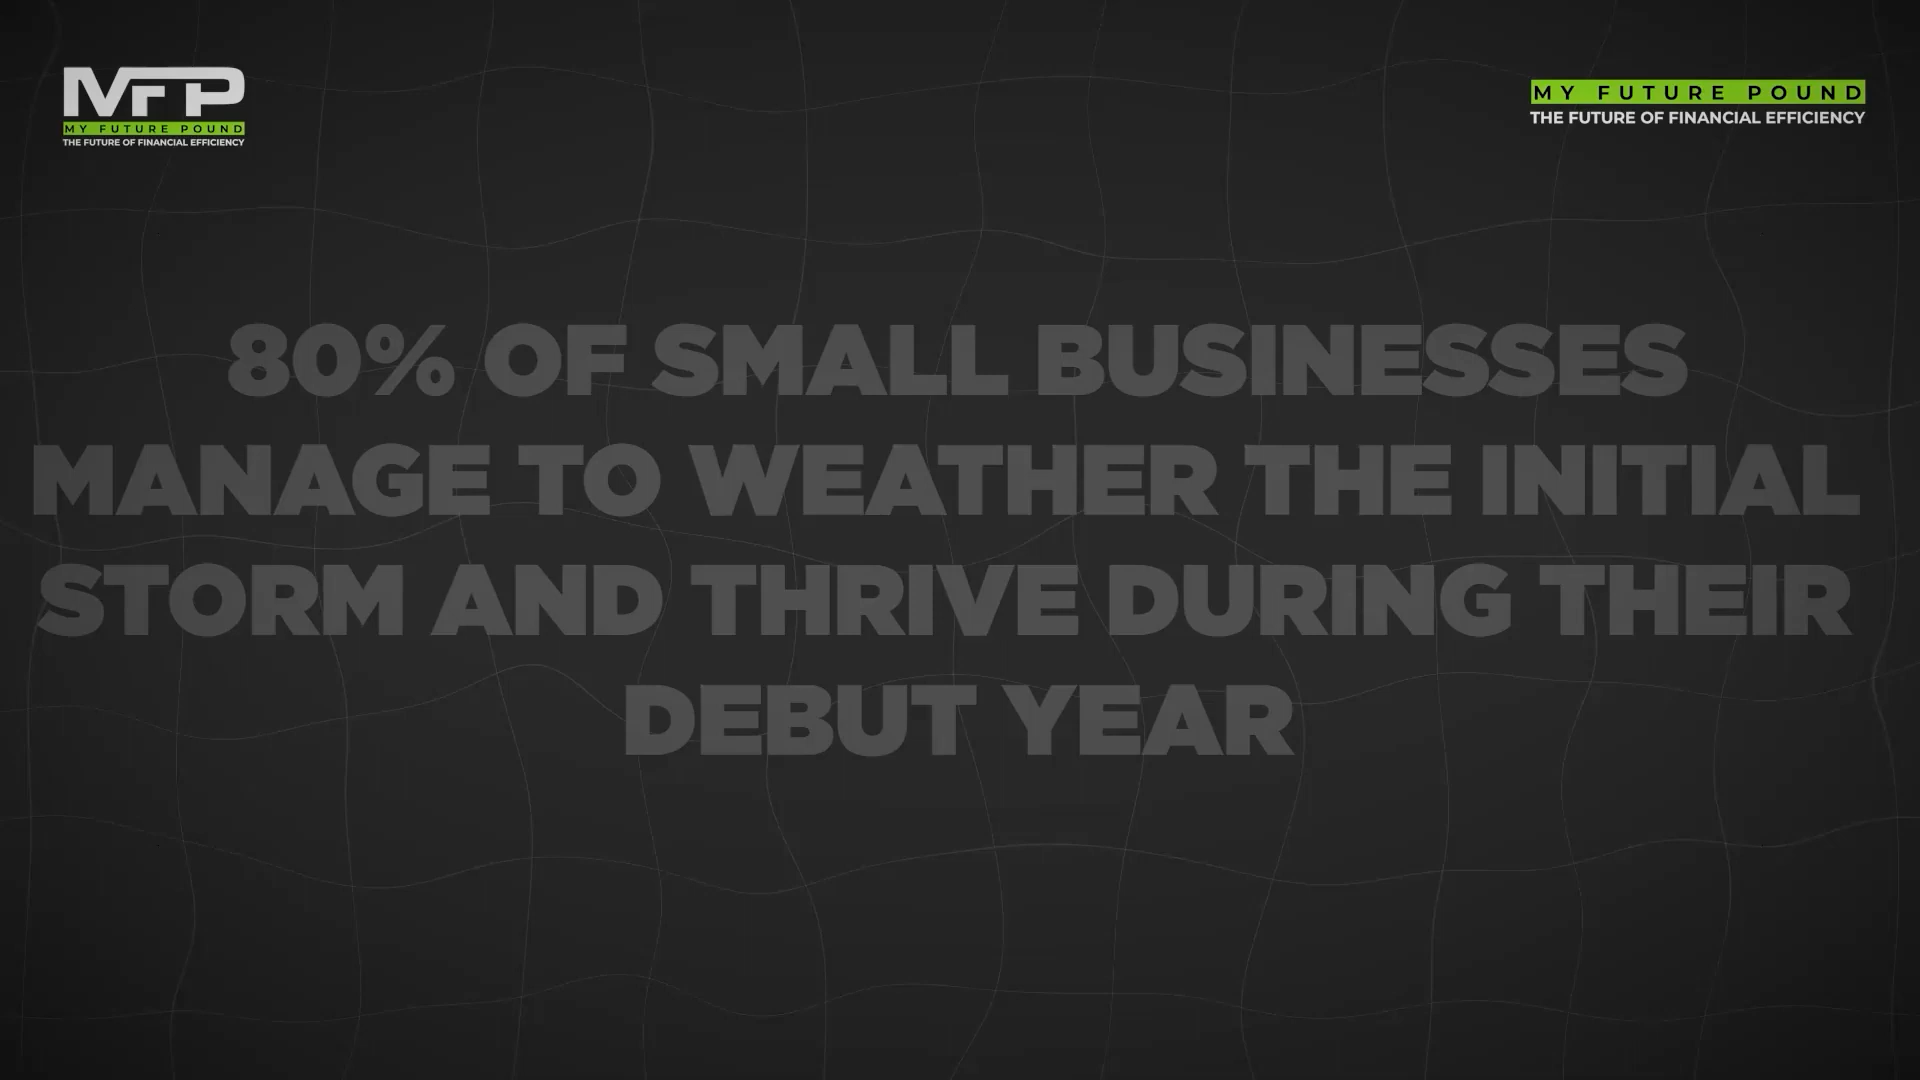 MFP
MY FUTURE POUND
THE FUTURE OF FINANCIAL EFFICIENCY
MY FUTURE POUND
THE FUTURE OF FINANCIAL EFFICIENCY
80% OF SMALL BUSINESSES
MANAGE TO WEATHER THE INITIAL
STORM AND THRIVE DURING THEIR
DEBUT YEAR